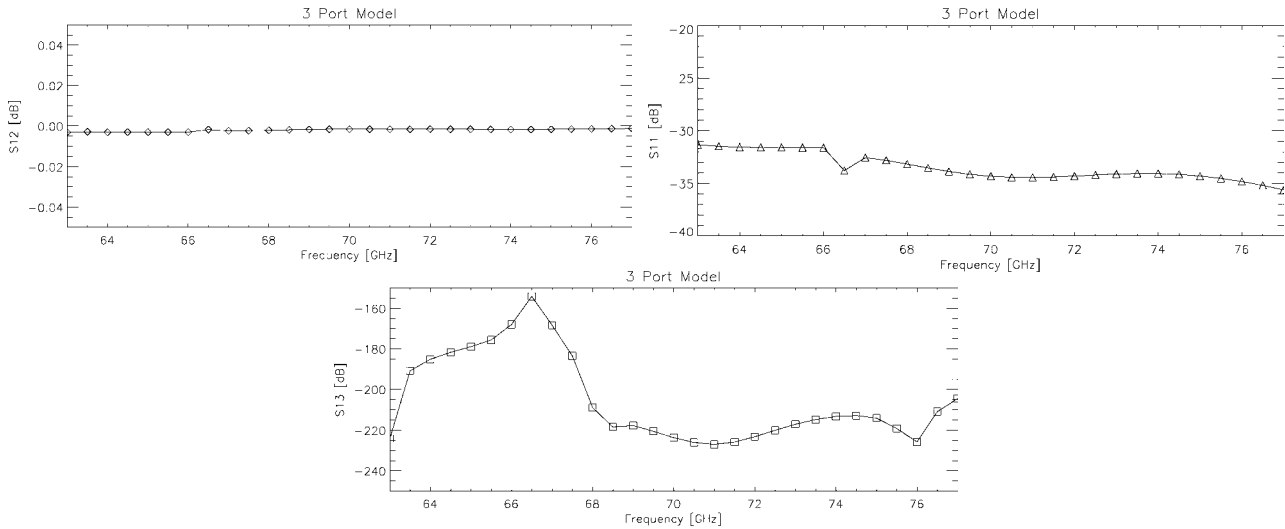 3 Port Model
0.04
0.02
0.00
-0.02
-0.04
S12 [dB]
64 66 68 70 72 74 76
Frequency [GHz]
3 Port Model
-20
-25
-30
-35
-40
S11 [dB]
64 66 68 70 72 74 76
Frequency [GHz]
3 Port Model
-160
-180
-200
-220
-240
S13 [dB]
64 66 68 70 72 74 76
Frequency [GHz]